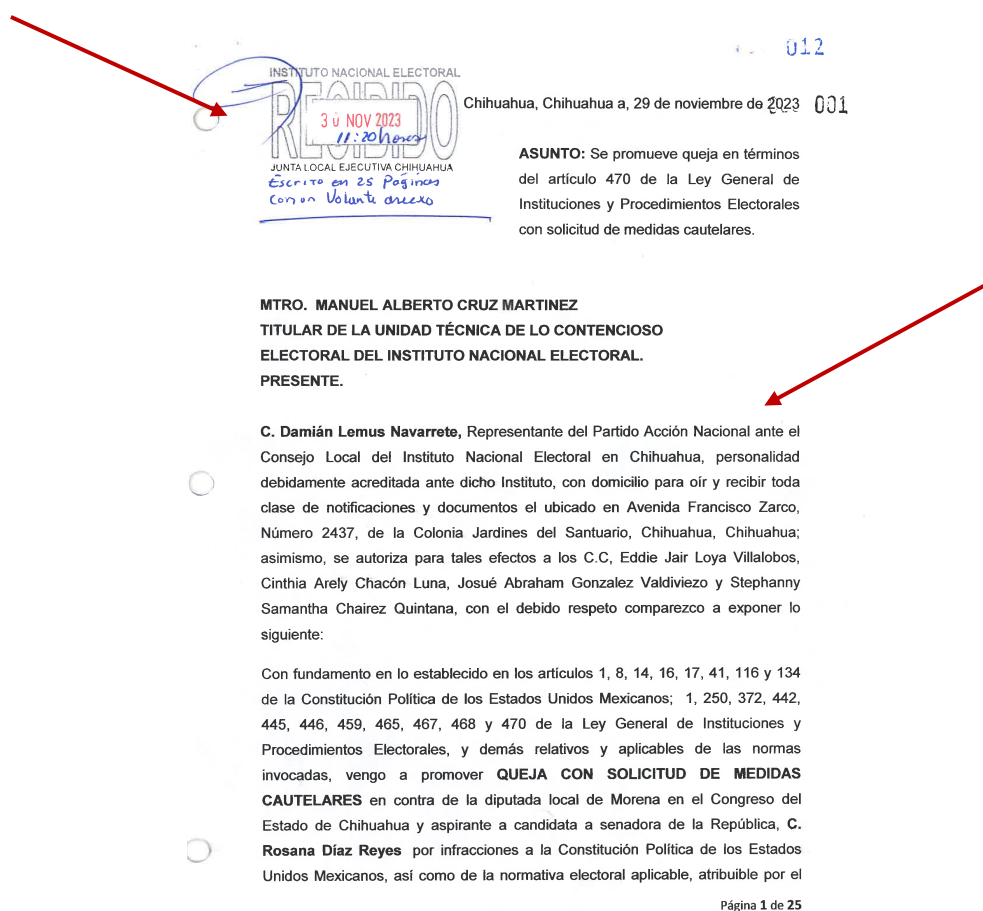 012
INSTITUTO NACIONAL ELECTORAL
RECIBIDO
30 NOV 2023
11:20 horas
JUNTA LOCAL EJECUTIVA CHIHUAHUA
Escrito en 25 Paginas
con un Volante anexo
Chihuahua, Chihuahua a, 29 de noviembre de 2023 001
ASUNTO: Se promueve queja en términos
del artículo 470 de la Ley General de
Instituciones y Procedimientos Electorales
con solicitud de medidas cautelares.
MTRO. MANUEL ALBERTO CRUZ MARTINEZ
TITULAR DE LA UNIDAD TÉCNICA DE LO CONTENCIOSO
ELECTORAL DEL INSTITUTO NACIONAL ELECTORAL.
PRESENTE.
C. Damián Lemus Navarrete, Representante del Partido Acción Nacional ante el
Consejo Local del Instituto Nacional Electoral en Chihuahua, personalidad
debidamente acreditada ante dicho Instituto, con domicilio para oír y recibir toda
clase de notificaciones y documentos el ubicado en Avenida Francisco Zarco,
Número 2437, de la Colonia Jardines del Santuario, Chihuahua, Chihuahua;
asimismo, se autoriza para tales efectos a los C.C, Eddie Jair Loya Villalobos,
Cinthia Arely Chacón Luna, Josué Abraham Gonzalez Valdiviezo y Stephanny
Samantha Chairez Quintana, con el debido respeto comparezco a exponer lo
siguiente:
Con fundamento en lo establecido en los artículos 1, 8, 14, 16, 17, 41, 116 y 134
de la Constitución Política de los Estados Unidos Mexicanos; 1, 250, 372, 442,
445, 446, 459, 465, 467, 468 y 470 de la Ley General de Instituciones y
Procedimientos Electorales, y demás relativos y aplicables de las normas
invocadas, vengo a promover QUEJA CON SOLICITUD DE MEDIDAS
CAUTELARES en contra de la diputada local de Morena en el Congreso del
Estado de Chihuahua y aspirante a candidata a senadora de la República, C.
Rosana Díaz Reyes por infracciones a la Constitución Política de los Estados
Unidos Mexicanos, así como de la normativa electoral aplicable, atribuible por el
Página 1 de 25